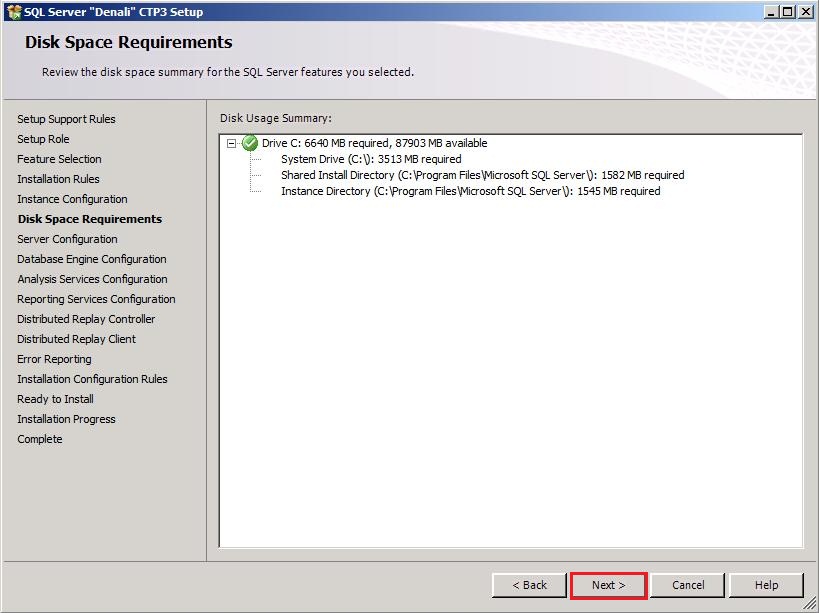 SQL Server "Denali" CTP3 Setup
Disk Space Requirements
Review the disk space summary for the SQL Server features you selected.
Setup Support Rules
Setup Role
Feature Selection
Installation Rules
Instance Configuration
Disk Space Requirements
Server Configuration
Database Engine Configuration
Analysis Services Configuration
Reporting Services Configuration
Distributed Replay Controller
Distributed Replay Client
Error Reporting
Installation Configuration Rules
Ready to Install
Installation Progress
Complete
Disk Usage Summary:
Drive C: 6640 MB required, 87903 MB available
System Drive (C:\): 3513 MB required
Shared Install Directory (C:\Program Files\Microsoft SQL Server\): 1582 MB required
Instance Directory (C:\Program Files\Microsoft SQL Server\): 1545 MB required
< Back
Next >
Cancel
Help